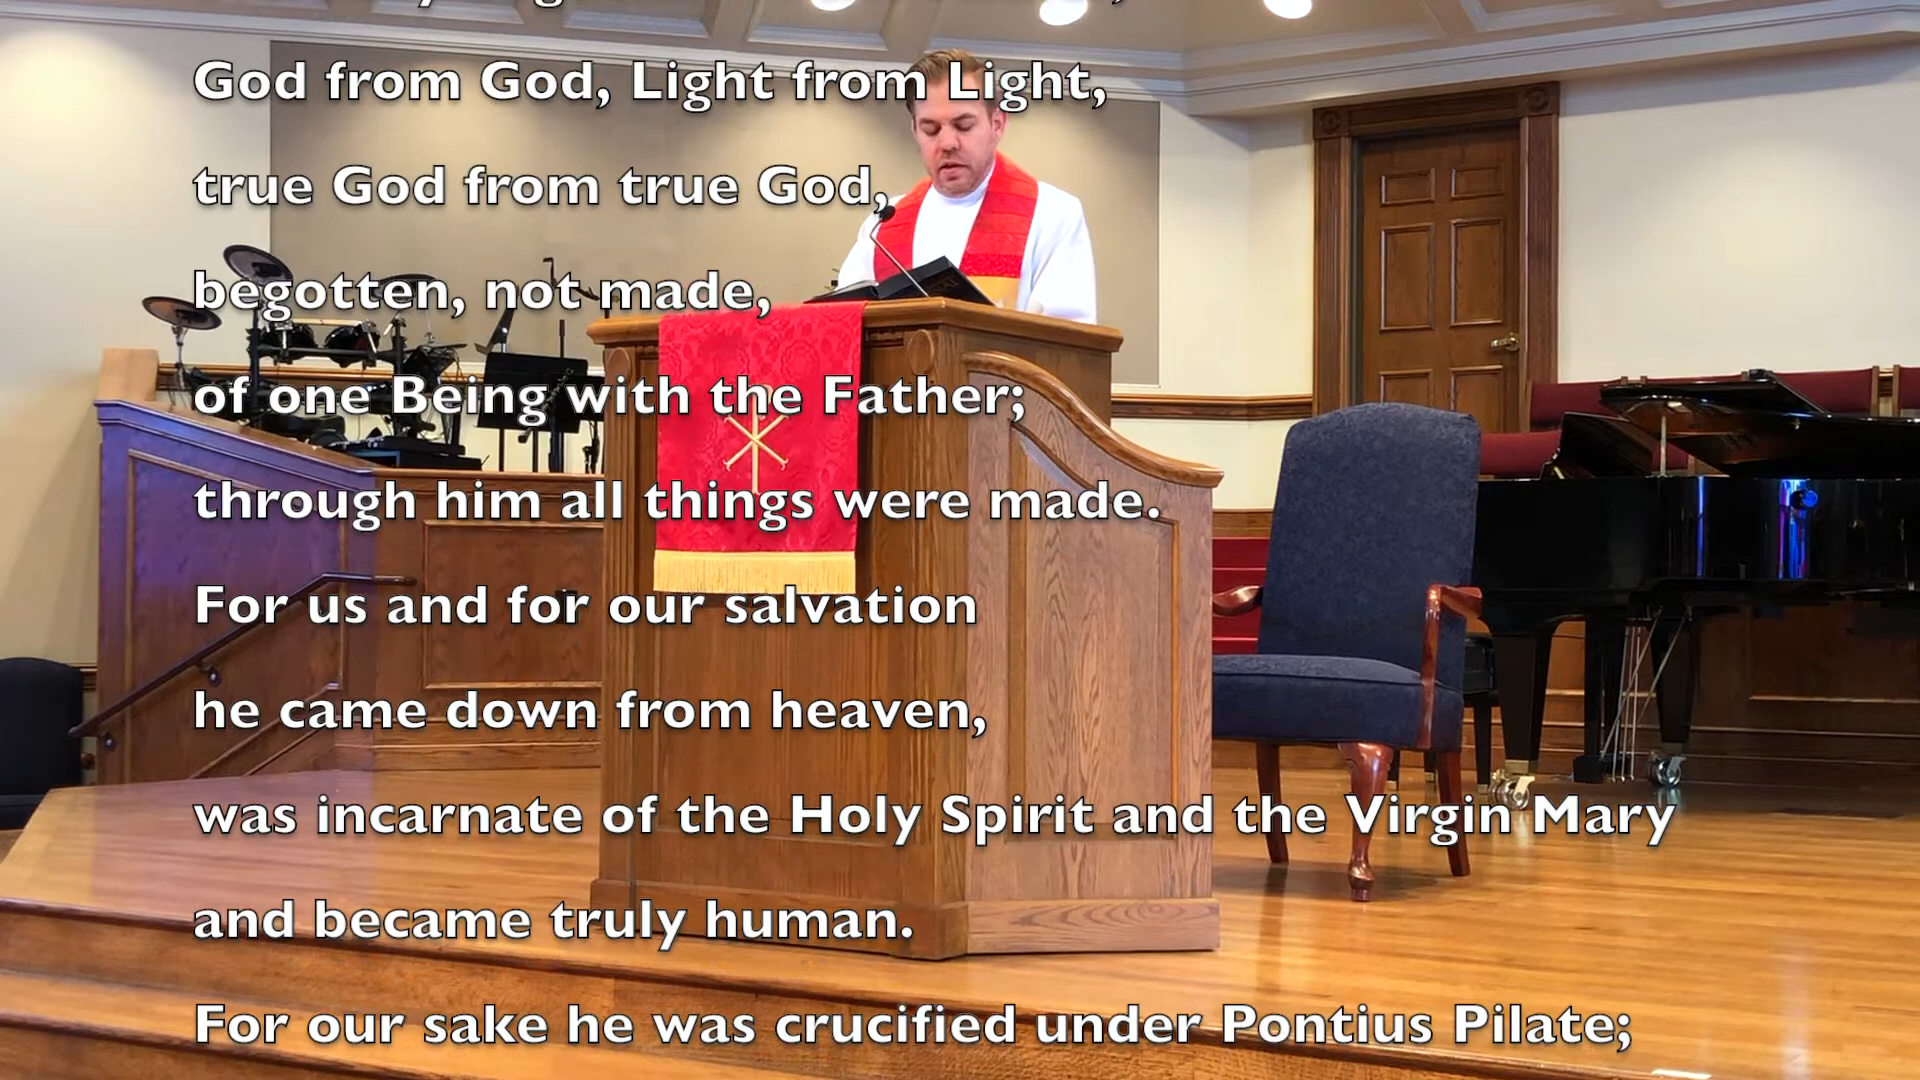 God from God, Light from Light,
true God from true God,
begotten, not made,
of one Being with the Father;
through him all things were made.
For us and for our salvation
he came down from heaven,
was incarnate of the Holy Spirit and the Virgin Mary
and became truly human.
For our sake he was crucified under Pontius Pilate;